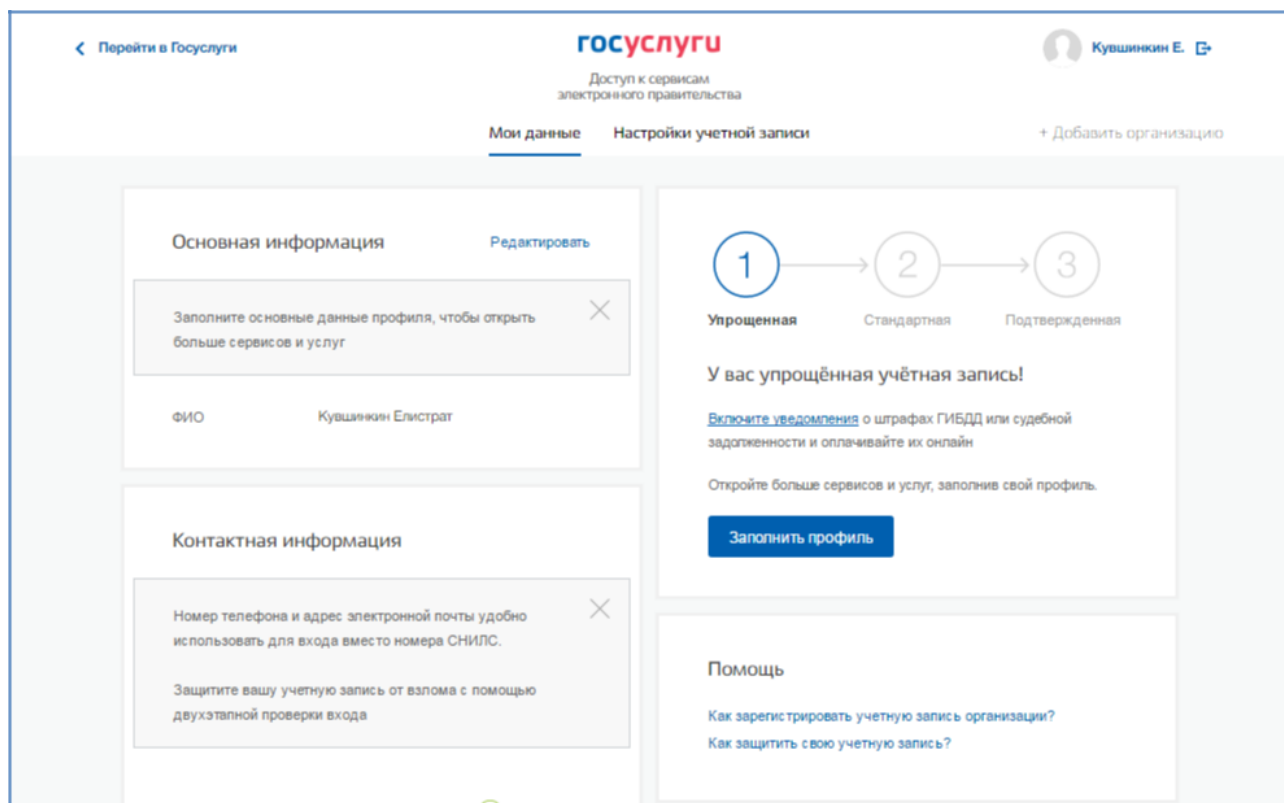 Перейти в Госуслуги
госуслуги
Кувшинкин Е.
Доступ к сервисам
электронного правительства
Мои данные
Настройки учетной записи
+ Добавить организацию
Основная информация
Редактировать
Заполните основные данные профиля, чтобы открыть
больше сервисов и услуг
ФИО
Кувшинкин Елистрат
Контактная информация
Номер телефона и адрес электронной почты удобно
использовать для входа вместо номера СНИЛС.
Защитите вашу учетную запись от взлома с помощью
двухэтапной проверки входа
1
2
3
Упрощенная
Стандартная
Подтвержденная
У вас упрощённая учётная запись!
Включите уведомления о штрафах ГИБДД или судебной
задолженности и оплачивайте их онлайн
Откройте больше сервисов и услуг, заполнив свой профиль.
Заполнить профиль
Помощь
Как зарегистрировать учетную запись организации?
Как защитить свою учетную запись?